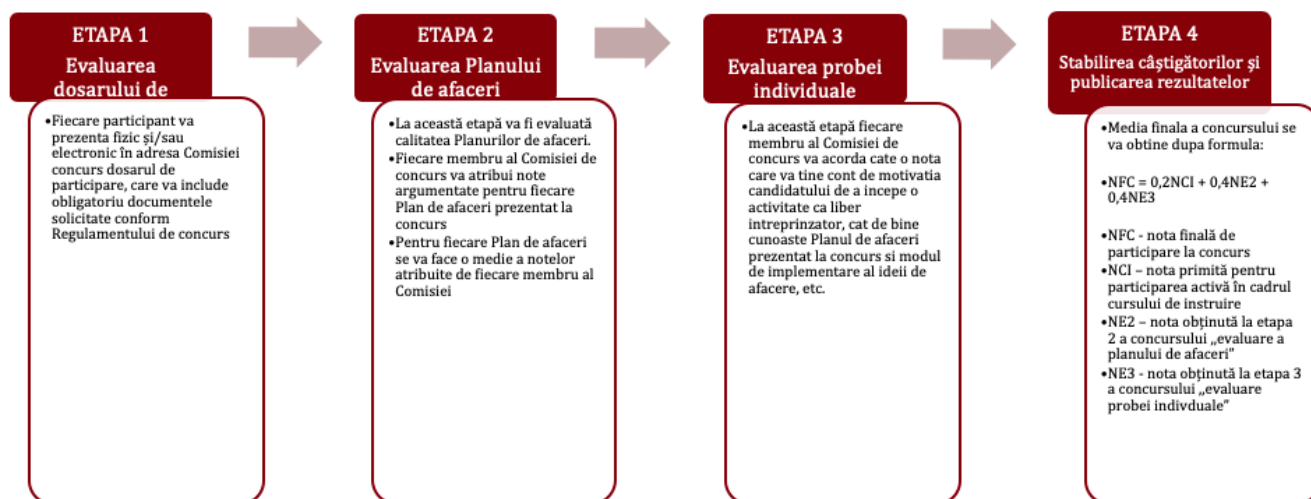 ETAPA 1
Evaluarea
dosarului de
•Fiecare participant va
prezenta fizic și/sau
electronic în adresa Comisiei
concurs dosarul de
participare, care va include
obligatoriu documentele
solicitate conform
Regulamentului de concurs
ETAPA 2
Evaluarea Planului
de afaceri
•La această etapă va fi evaluată
calitatea Planurilor de afaceri.
•Fiecare membru al Comisiei de
concurs va atribui note
argumentate pentru fiecare
Plan de afaceri prezentat la
concurs
•Pentru fiecare Plan de afaceri
se va face o medie a notelor
atribuite de fiecare membru al
Comisiei
ETAPA 3
Evaluarea probei
individuale
•La această etapă fiecare
membru al Comisiei de
concurs va acorda cate o nota
care va tine cont de motivatia
candidatului de a incepe o
activitate ca liber
intreprinzator, cat de bine
cunoaste Planul de afaceri
prezentat la concurs si modul
de implementare al ideii de
afacere, etc.
ETAPA 4
Stabilirea câștigătorilor și
publicarea rezultatelor
•Media finala a concursului se
va obtine dupa formula:
•NFC = 0,2NCI + 0,4NE2 +
0,4NE3
•NFC - nota finală de
participare la concurs
•NCI – nota primită pentru
participarea activă în cadrul
cursului de instruire
•NE2 – nota obținută la etapa
2 a concursului „evaluare a
planului de afaceri”
•NE3 - nota obținută la etapa 3
a concursului „evaluare
probei indivduale”